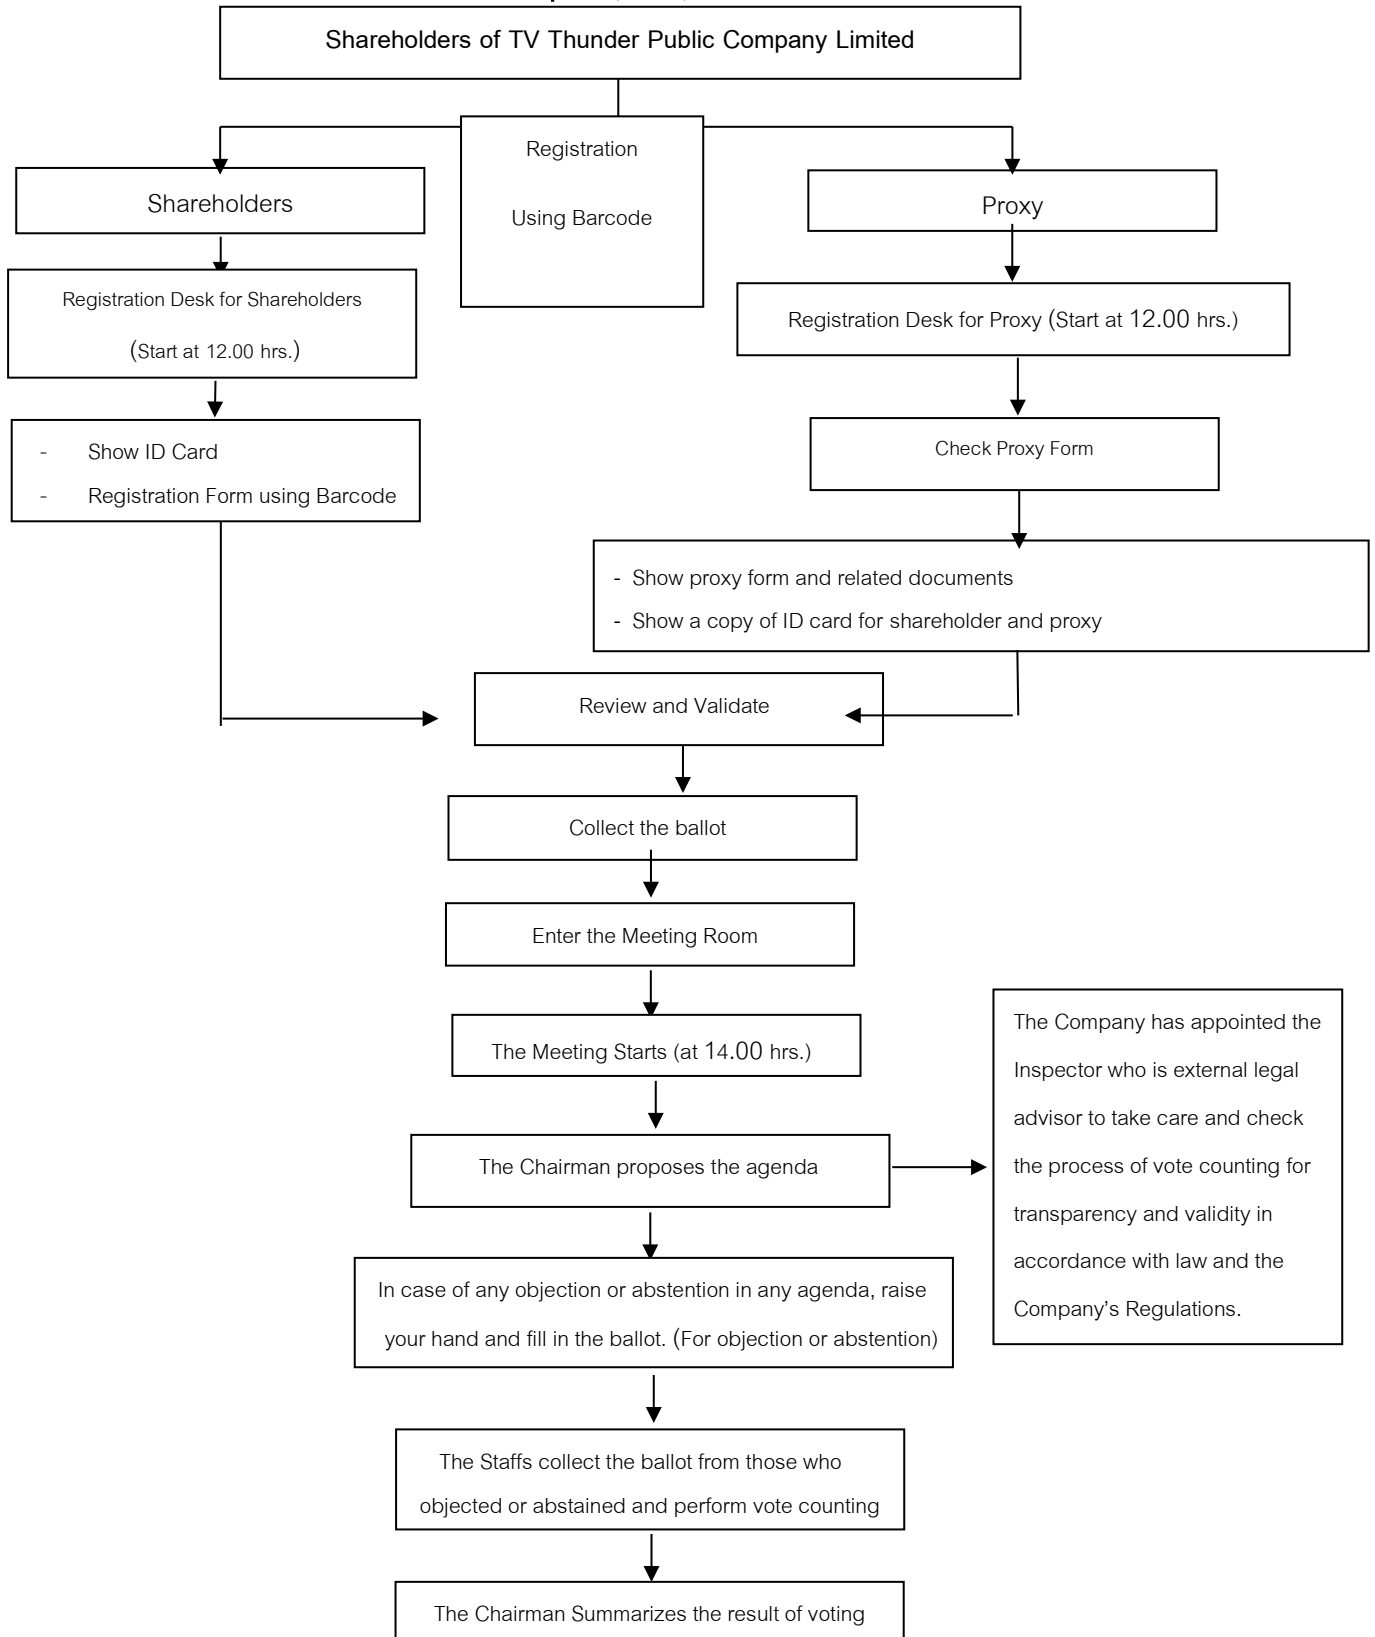 Shareholders of TV Thunder Public Company Limited
Registration
Using Barcode
Shareholders
Proxy
Registration Desk for Shareholders
(Start at 12.00 hrs.)
Registration Desk for Proxy (Start at 12.00 hrs.)
- Show ID Card
- Registration Form using Barcode
Check Proxy Form
- Show proxy form and related documents
- Show a copy of ID card for shareholder and proxy
Review and Validate
Collect the ballot
Enter the Meeting Room
The Meeting Starts (at 14.00 hrs.)
The Chairman proposes the agenda
The Company has appointed the
Inspector who is external legal
advisor to take care and check
the process of vote counting for
transparency and validity in
accordance with law and the
Company's Regulations.
In case of any objection or abstention in any agenda, raise
your hand and fill in the ballot. (For objection or abstention)
The Staffs collect the ballot from those who
objected or abstained and perform vote counting
The Chairman Summarizes the result of voting